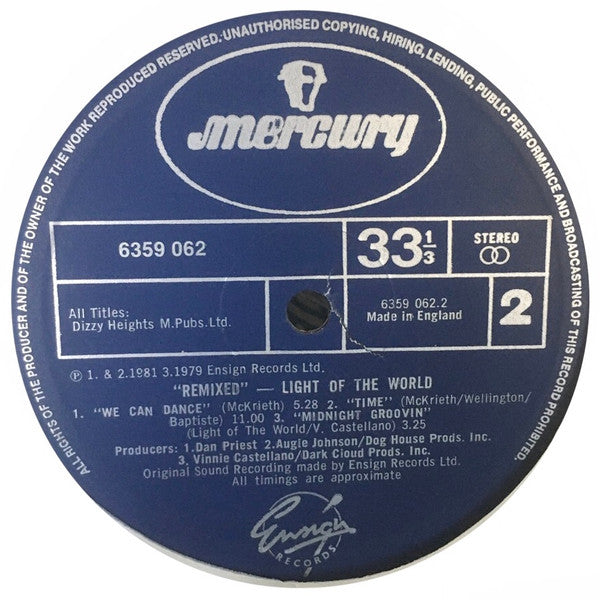 ALL RIGHTS OF THE PRODUCER AND OF THE OWNER OF THE WORK REPRODUCED RESERVED. UNAUTHORISED COPYING, HIRING, LENDING, PUBLIC PERFORMANCE AND BROADCASTING OF THIS RECORD PROHIBITED.
mercury
6359 062
33 1/3
STEREO
All Titles:
Dizzy Heights M.Pubs.Ltd.
6359 062.2
Made in England
2
℗ 1. & 2.1981 3.1979 Ensign Records Ltd.
"REMIXED" — LIGHT OF THE WORLD
1. "WE CAN DANCE" (McKrieth) 5.28 2. "TIME" (McKrieth/Wellington/
Baptiste) 11.00 3. "MIDNIGHT GROOVIN"
(Light of the World/V. Castellano) 3.25
Producers: 1.Dan Priest 2.Augie Johnson/Dog House Prods. Inc.
3. Vinnie Castellano/Dark Cloud Prods. Inc.
Original Sound Recording made by Ensign Records Ltd.
All timings are approximate
Ensign
RECORDS